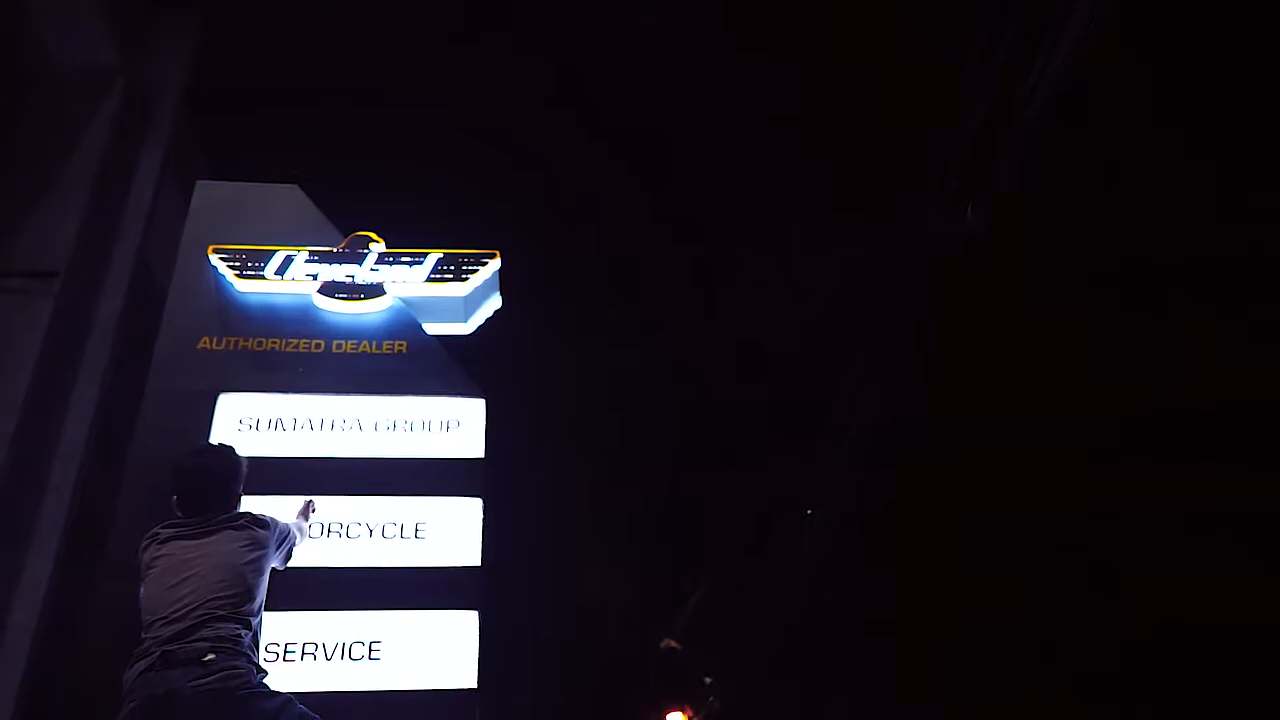 Cleveland
AUTHORIZED DEALER
SUMATRA GROUP
ORCYCLE
SERVICE